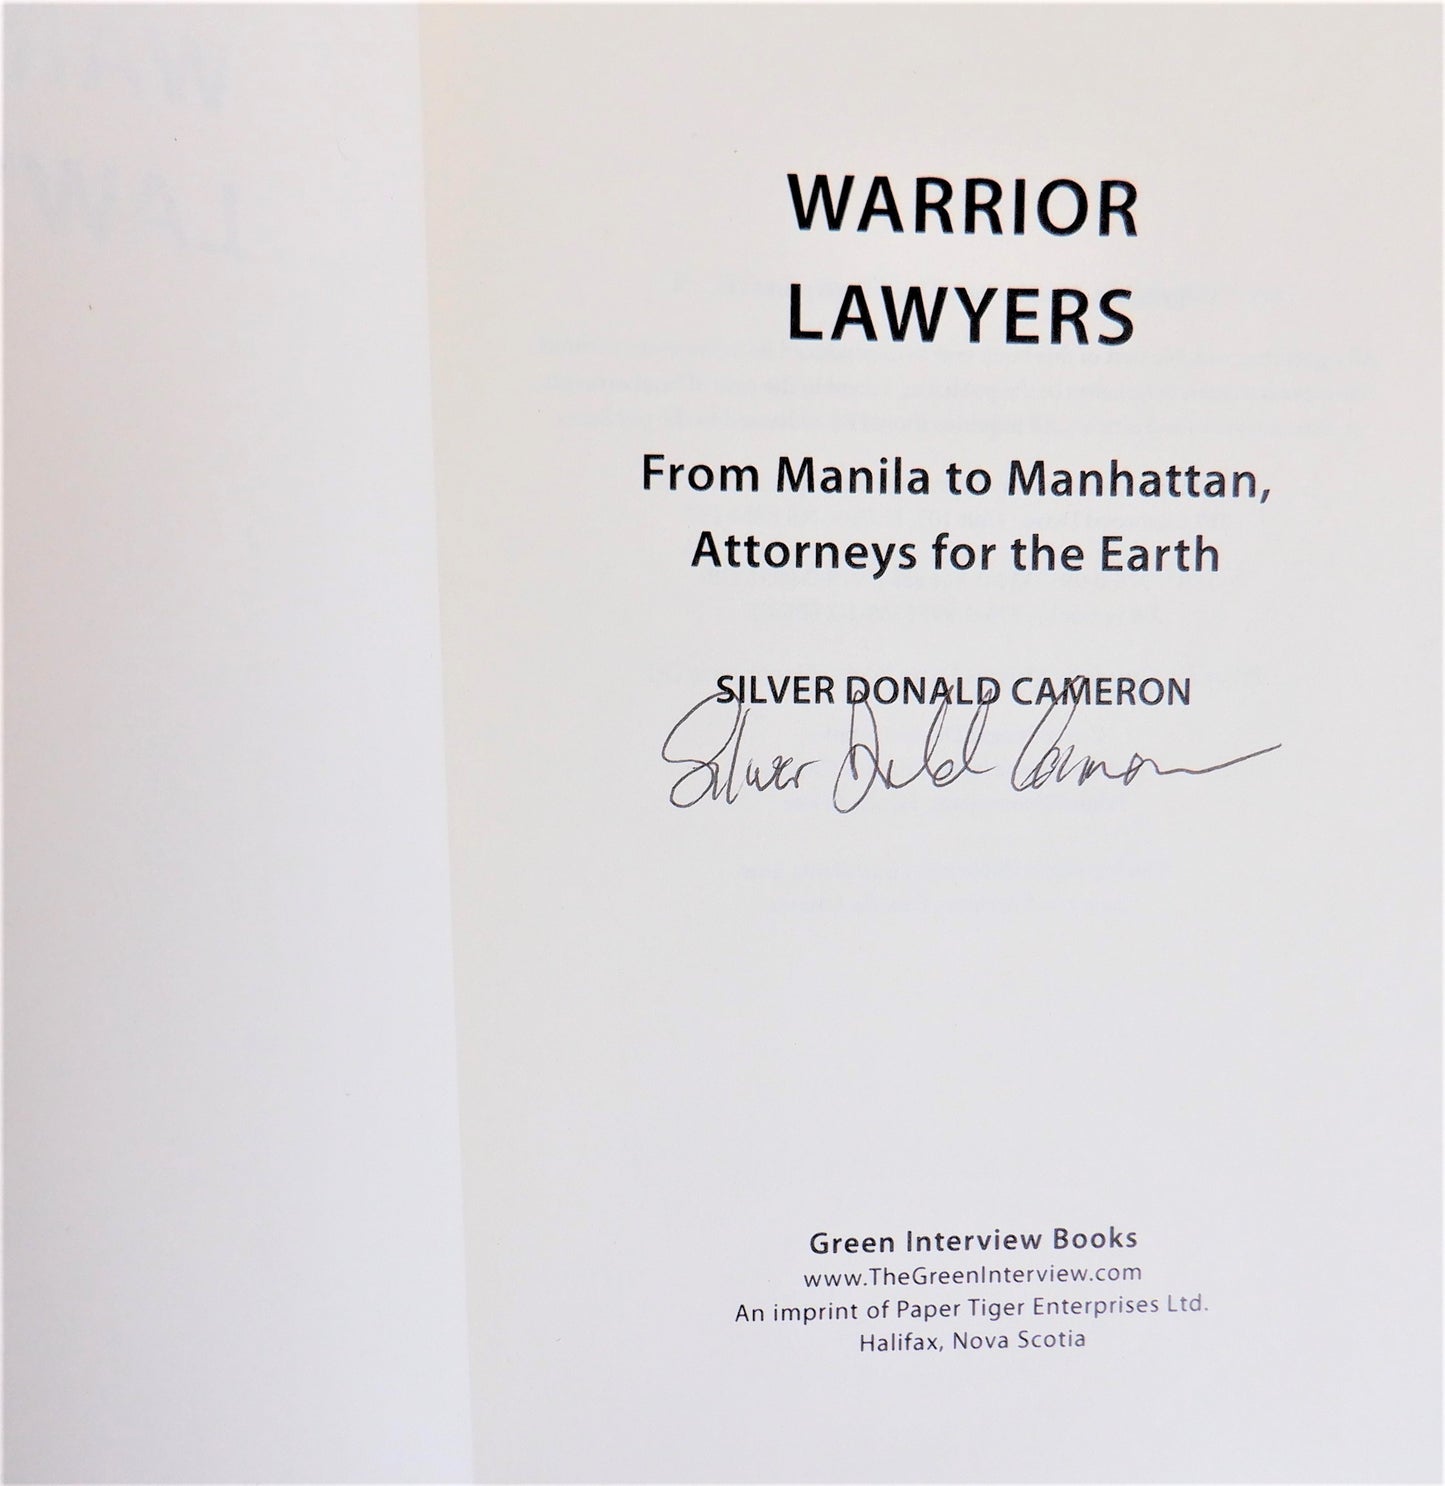 WARRIOR
LAWYERS
From Manila to Manhattan,
Attorneys for the Earth
SILVER DONALD CAMERON
Silver Donald Cameron
Green Interview Books
www.TheGreenInterview.com
An imprint of Paper Tiger Enterprises Ltd.
Halifax, Nova Scotia